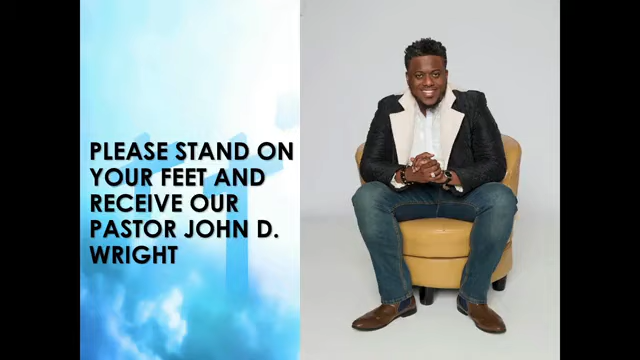 PLEASE STAND ON
YOUR FEET AND
RECEIVE OUR
PASTOR JOHN D.
WRIGHT